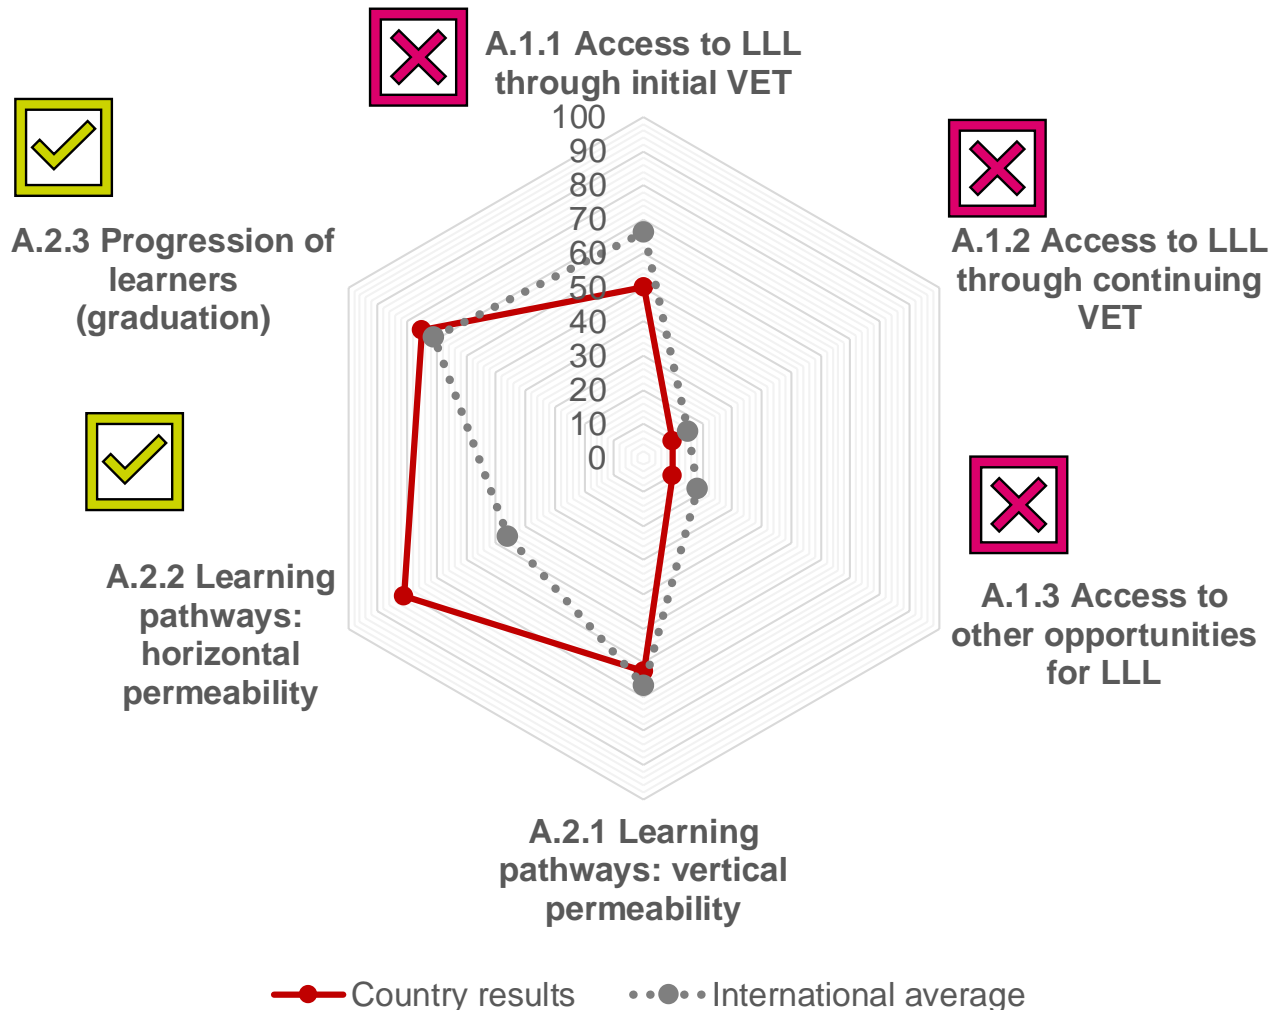 A.1.1 Access to LLL
through initial VET
100
90
80
70
60
50
40
30
20
10
0
A.1.2 Access to LLL
through continuing
VET
A.1.3 Access to
other opportunities
for LLL
A.2.1 Learning
pathways: vertical
permeability
A.2.2 Learning
pathways:
horizontal
permeability
A.2.3 Progression of
learners
(graduation)
Country results
International average